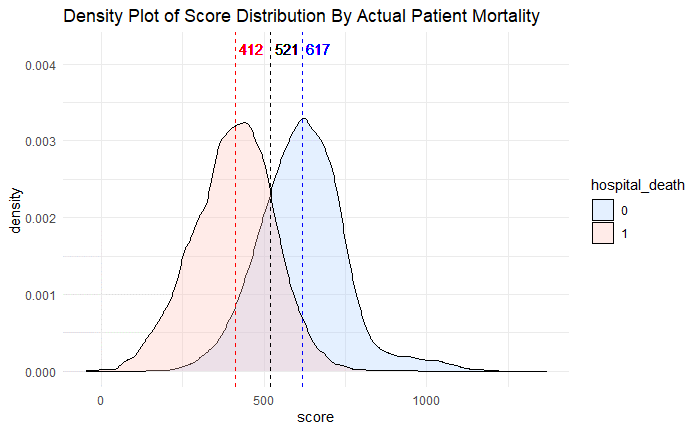 Density Plot of Score Distribution By Actual Patient Mortality
412 521 617
0.004
0.003
0.002
0.001
0.000
density
0 500 1000
score
hospital_death
0
1